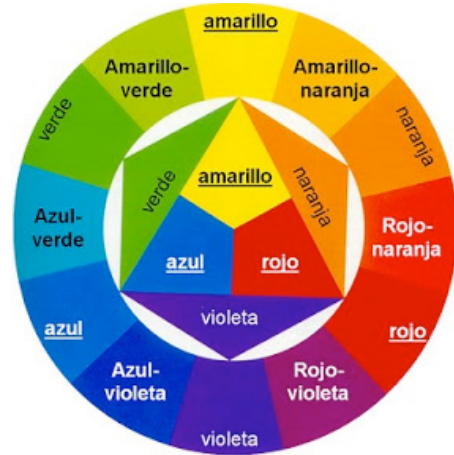 amarillo
Amarillo-
verde
Amarillo-
naranja
verde
naranja
amarillo
verde
naranja
Azul-
verde
Rojo-
naranja
azul
rojo
azul
rojo
violeta
Azul-
violeta
Rojo-
violeta
violeta